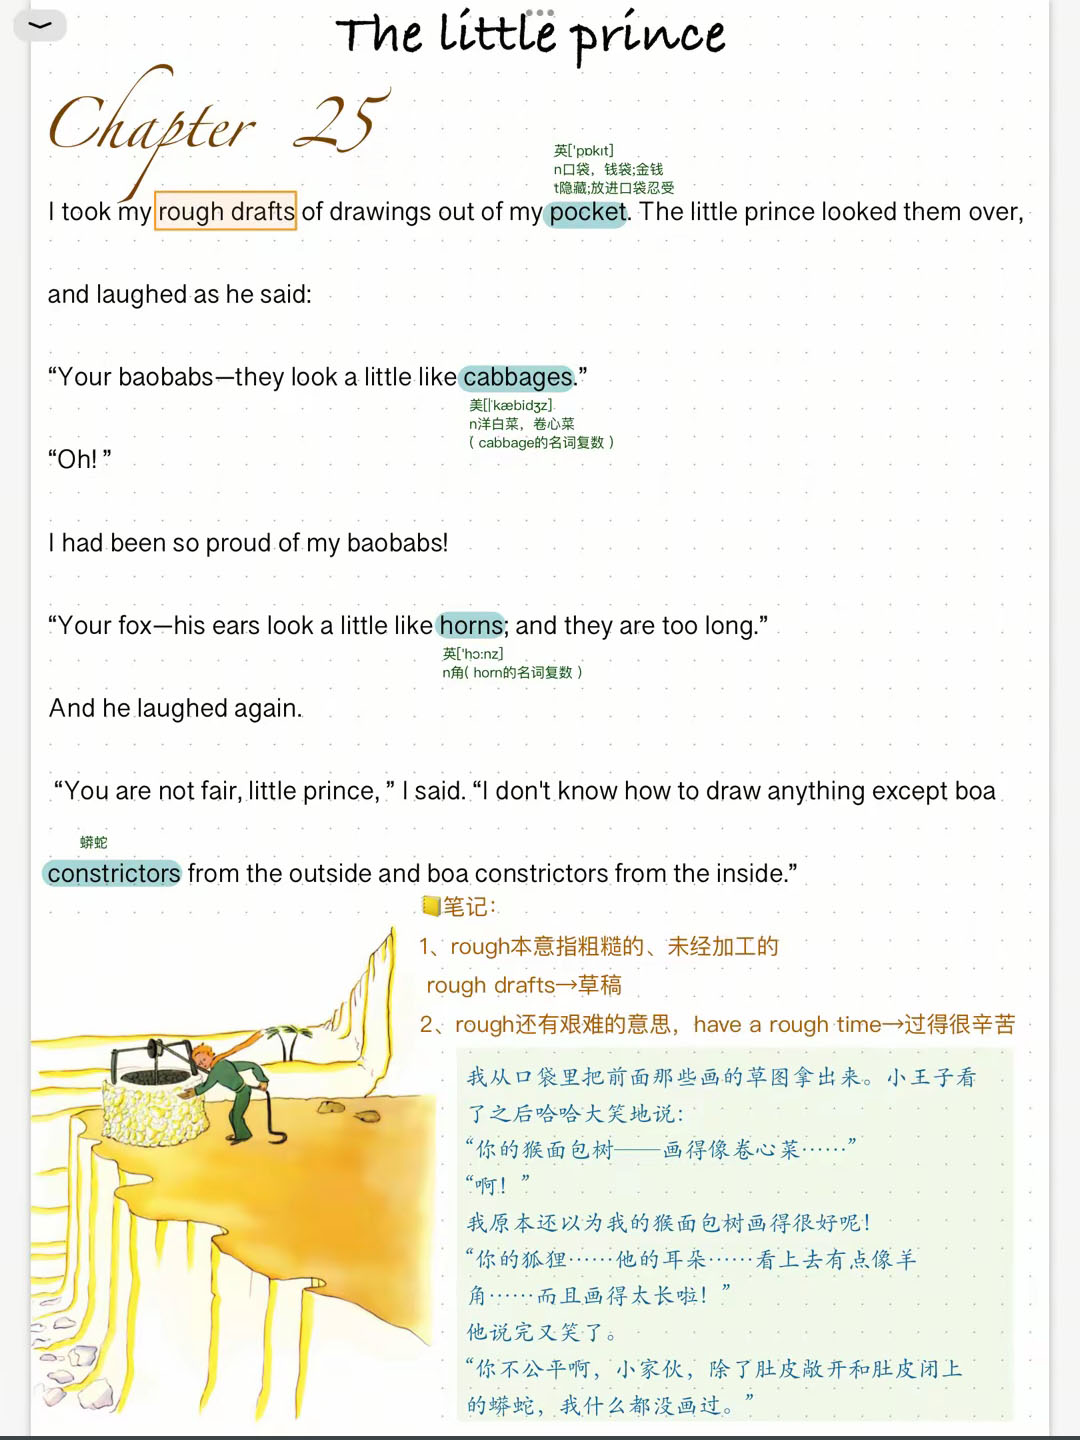 The little prince
Chapter 25
英['pɒkɪt]
n口袋，钱袋;金钱
t隐藏;放进口袋忍受
I took my rough drafts of drawings out of my pocket. The little prince looked them over,
and laughed as he said:
“Your baobabs—they look a little like cabbages.”
美[|ˈkæbidʒz]
n洋白菜，卷心菜
( cabbage的名词复数 )
“Oh! ”
I had been so proud of my baobabs!
“Your fox—his ears look a little like horns; and they are too long.”
英['hɔ:nz]
n角( horn的名词复数 )
And he laughed again.
“You are not fair, little prince, ” I said. “I don't know how to draw anything except boa
蟒蛇
constrictors from the outside and boa constrictors from the inside.”
📒笔记：
1、rough本意指粗糙的、未经加工的
rough drafts→草稿
2、rough还有艰难的意思，have a rough time→过得很辛苦
我从口袋里把前面那些画的草图拿出来。小王子看
了之后哈哈大笑地说：
“你的猴面包树——画得像卷心菜……”
“啊！”
我原本还以为我的猴面包树画得很好呢！
“你的狐狸……他的耳朵……看上去有点像羊
角……而且画得太长啦！”
他说完又笑了。
“你不公平啊，小家伙，除了肚皮敞开和肚皮闭上
的蟒蛇，我什么都没画过。”